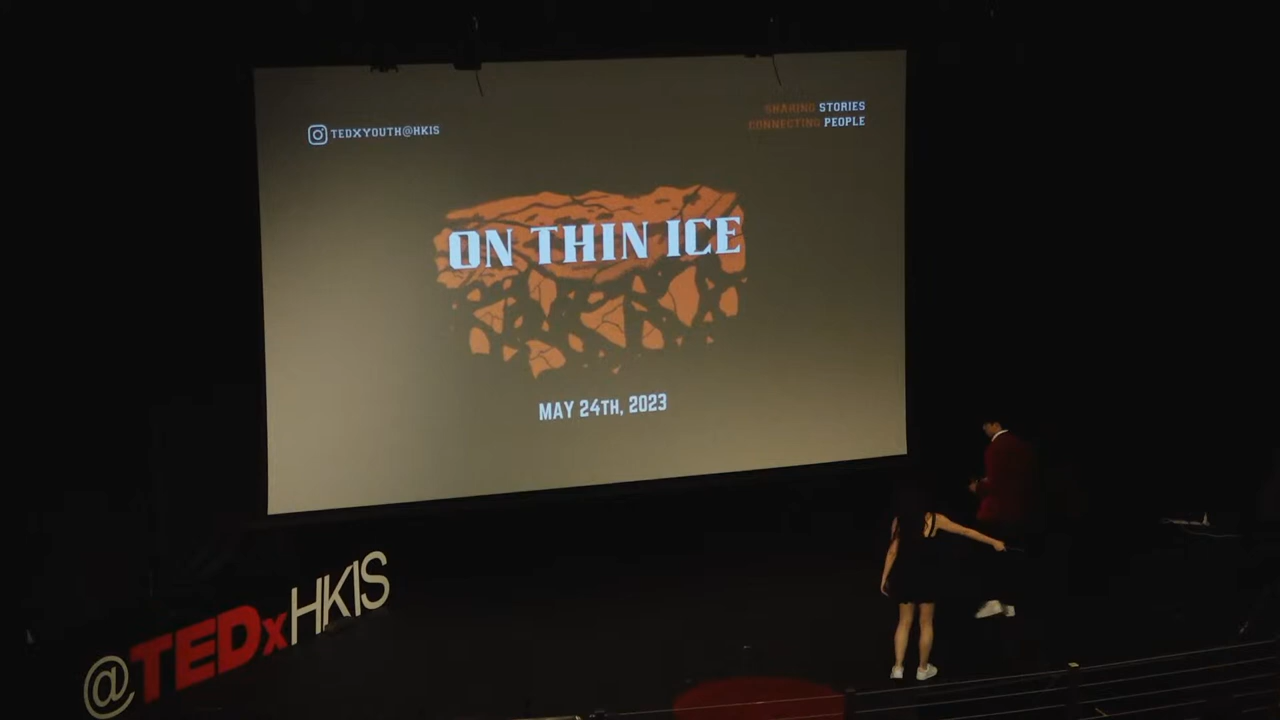 TEDXYOUTH@HKIS
SHARING STORIES
CONNECTING PEOPLE
ON THIN ICE
MAY 24TH, 2023
@TEDxHKIS